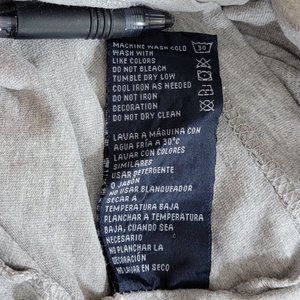 MACHINE WASH COLD
WASH WITH
LIKE COLORS
DO NOT BLEACH
TUMBLE DRY LOW
COOL IRON AS NEEDED
DO NOT IRON
DECORATION
DO NOT DRY CLEAN
30
LAVAR A MÁQUINA CON
AGUA FRÍA A 30°C
LAVAR CON COLORES
SIMILARES
USAR DETERGENTE
O JABÓN
NO USAR BLANQUEADOR
SECAR A
TEMPERATURA BAJA
PLANCHAR A TEMPERATURA
BAJA, CUANDO SEA
NECESARIO
NO PLANCHAR LA
DECORACIÓN
NO LAVAR EN SECO